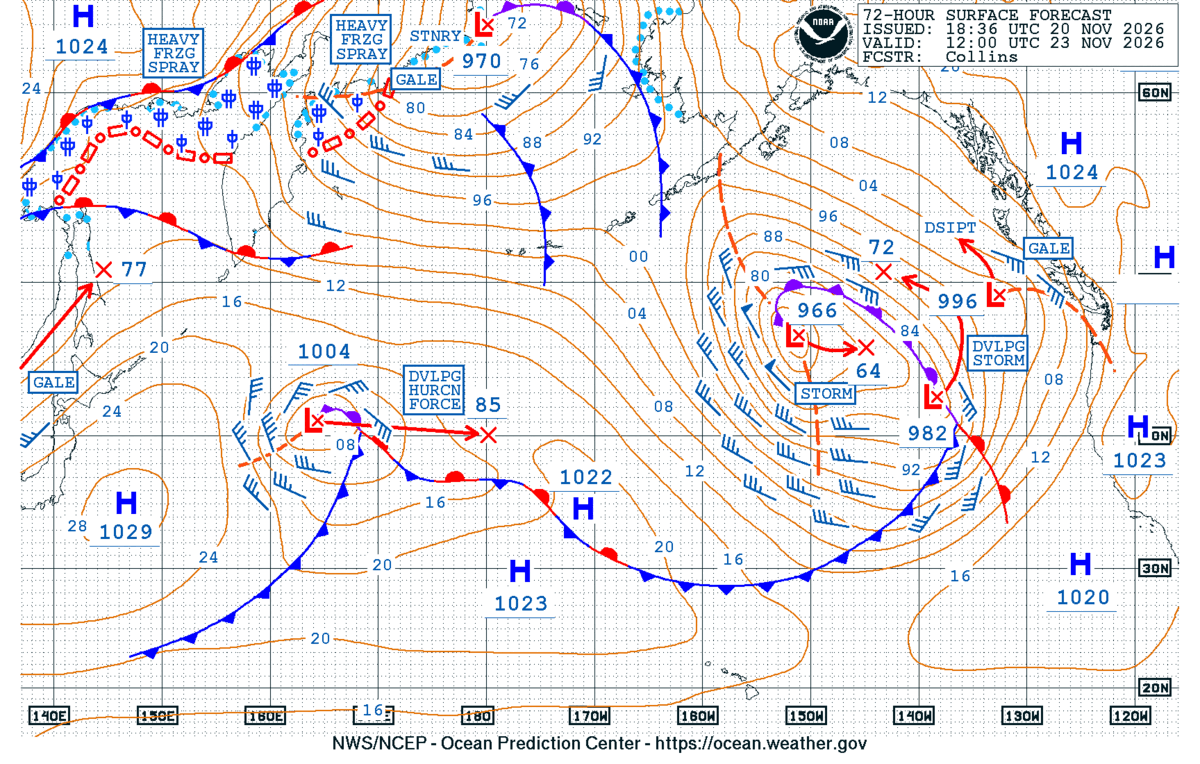 72-HOUR SURFACE FORECAST
ISSUED: 18:36 UTC 20 NOV 2026
VALID: 12:00 UTC 23 NOV 2026
FCSTR: Collins
NOAA
H
1024
HEAVY
FRZG
SPRAY
HEAVY
FRZG
SPRAY
STNRY
L
72
970
76
GALE
24
80
84
88
92
96
12
08
04
60N
H
1024
96
88
80
00
04
DSIPT
GALE
H
72
77
16
12
20
966
996
L
84
L
64
DVLPG
STORM
08
1004
GALE
24
DVLPG
HURCN
FORCE
85
08
STORM
L
982
L
08
12
92
12
H
1023
H
1029
28
24
16
1022
H
20
16
16
30N
H
1023
20
H
1020
20
20N
16
140E
150E
160E
180
170W
160W
150W
140W
130W
120W
NWS/NCEP - Ocean Prediction Center - https://ocean.weather.gov